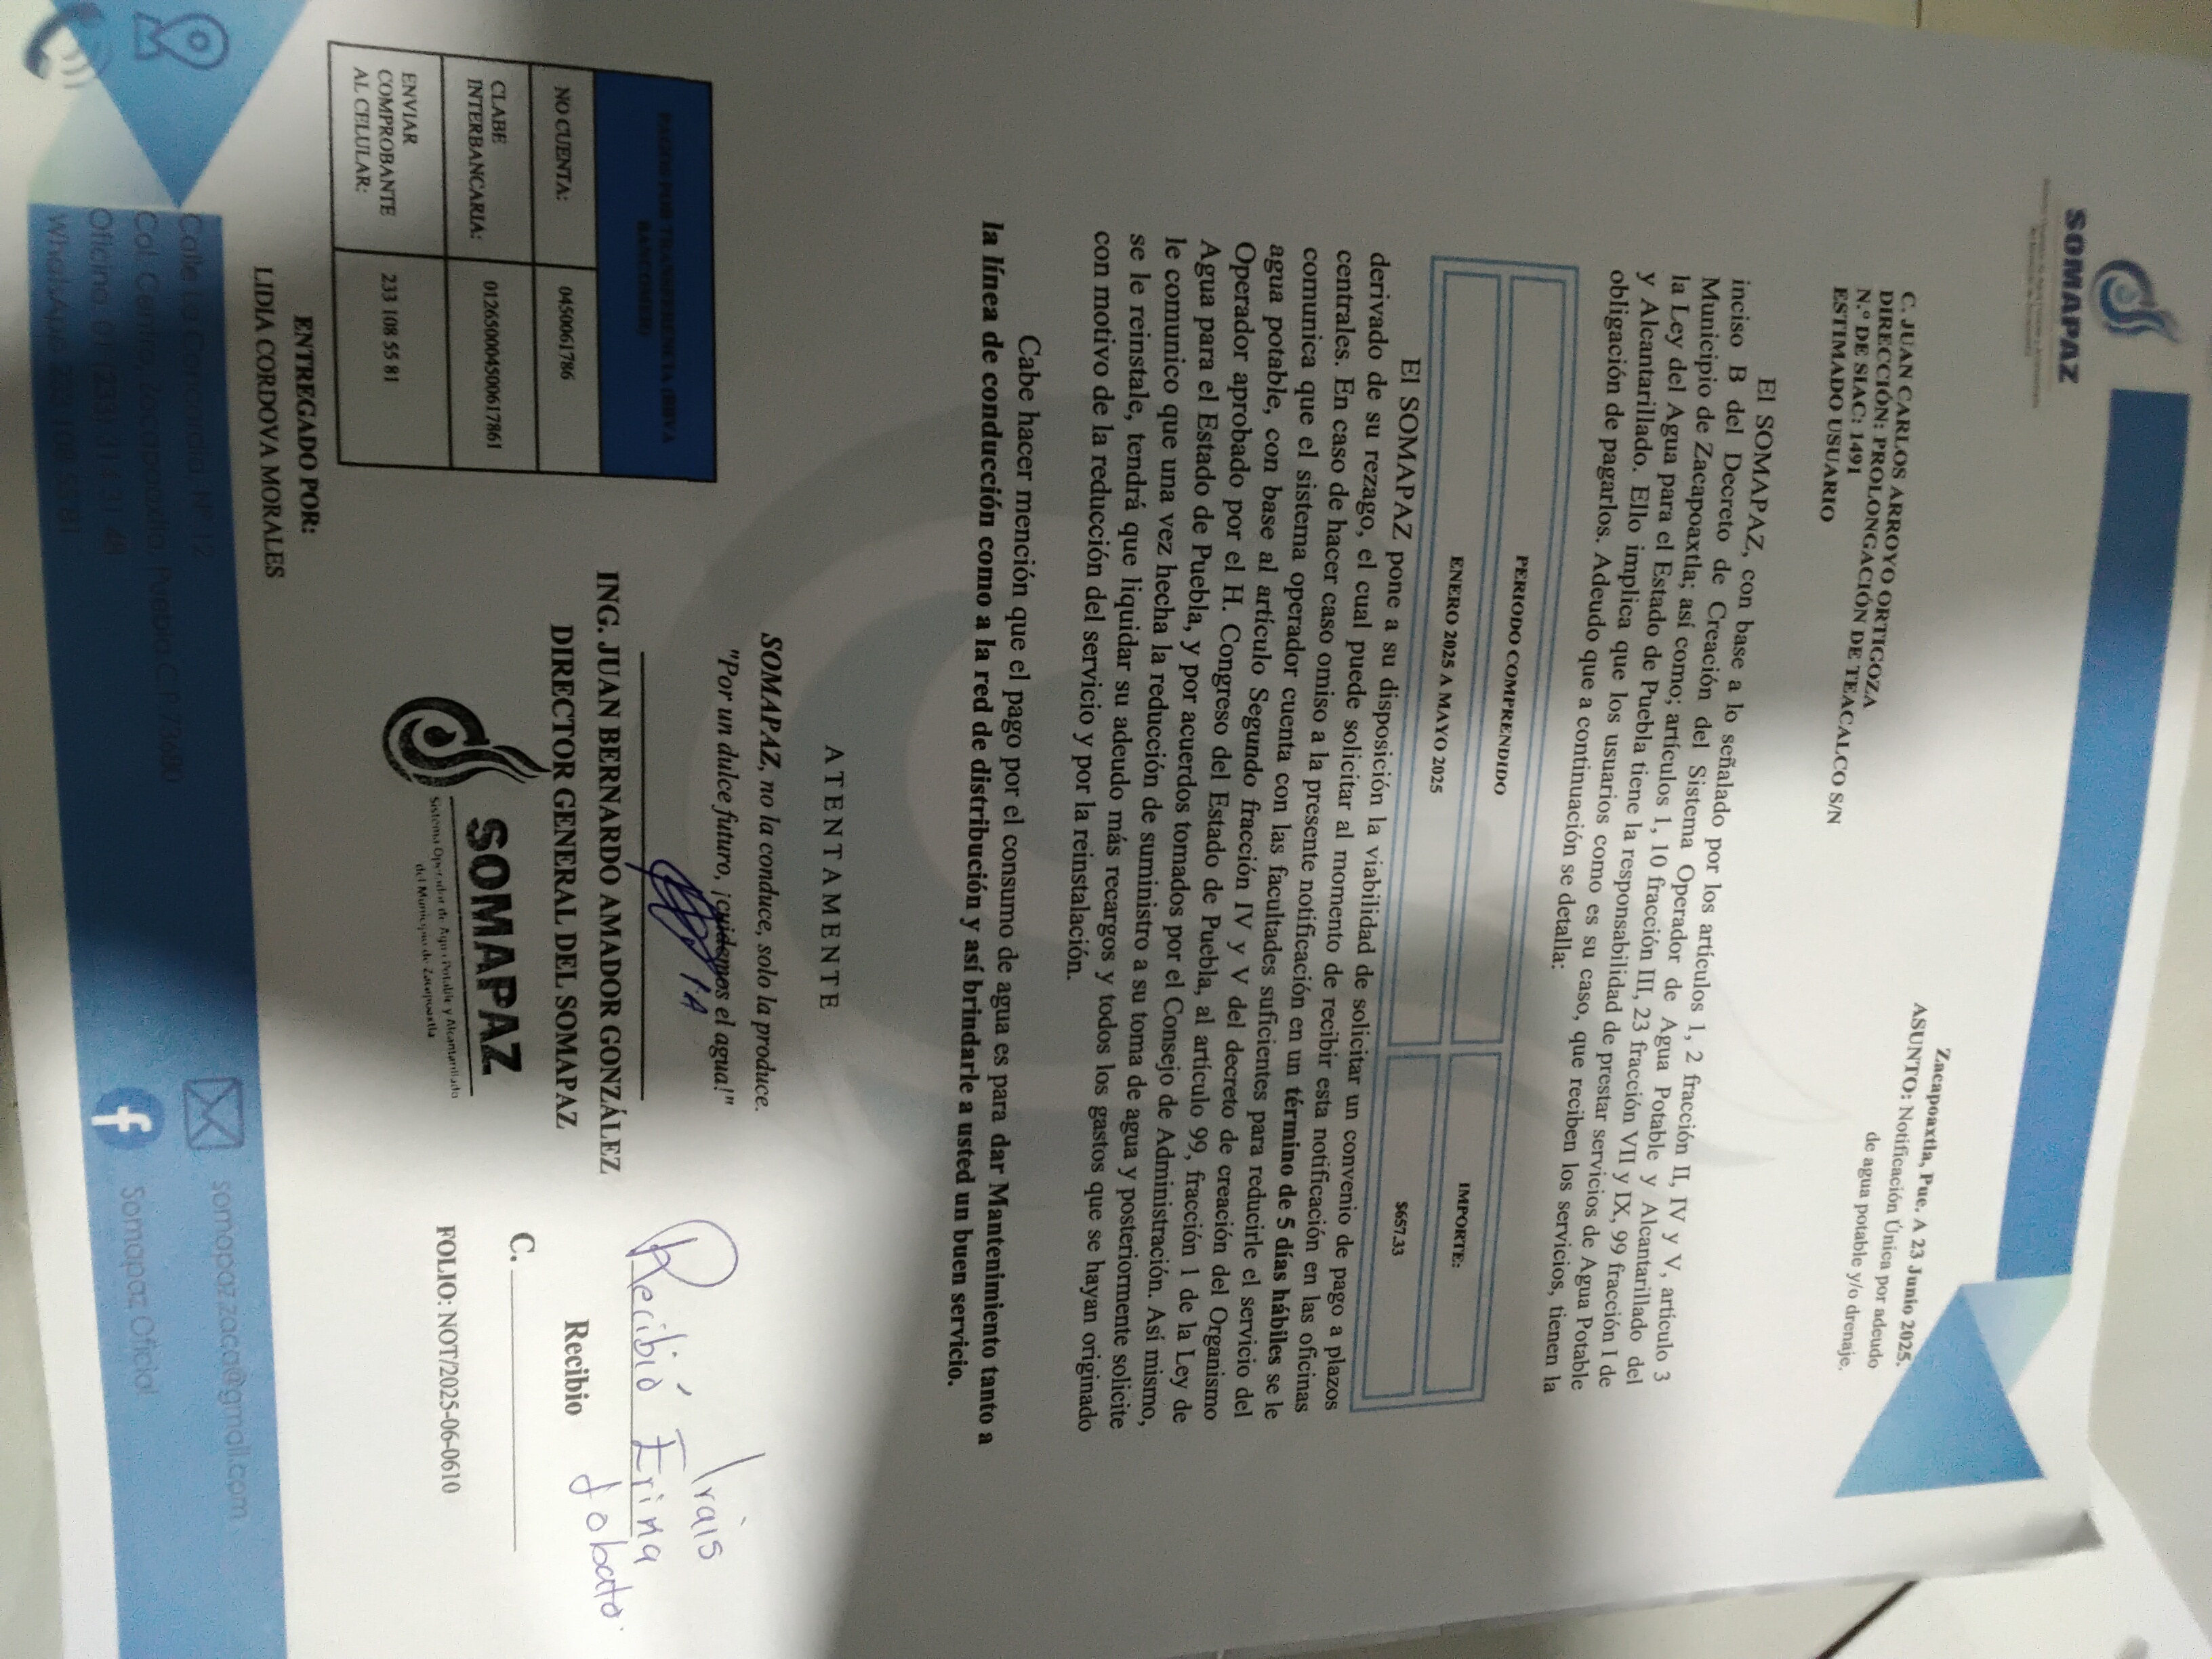 SOMAPAZ
Sistema Operador de Agua Potable y Alcantarillado
del Municipio de Zacapoaxtla
Zacapoaxtla, Pue. A 23 Junio 2025.
ASUNTO: Notificación Única por adeudo
de agua potable y/o drenaje.
C. JUAN CARLOS ARROYO ORTIGOZA
DIRECCIÓN: PROLONGACIÓN DE TEACALCO S/N
N.º DE SIAC: 1491
ESTIMADO USUARIO
El SOMAPAZ, con base a lo señalado por los artículos 1, 2 fracción II, IV y V, artículo 3
inciso B del Decreto de Creación del Sistema Operador de Agua Potable y Alcantarillado del
Municipio de Zacapoaxtla; así como; artículos 1, 10 fracción III, 23 fracción VII y IX, 99 fracción I de
la Ley del Agua para el Estado de Puebla tiene la responsabilidad de prestar servicios de Agua Potable
y Alcantarillado. Ello implica que los usuarios como es su caso, que reciben los servicios, tienen la
obligación de pagarlos. Adeudo que a continuación se detalla:
PERIODO COMPRENDIDO
IMPORTE:
ENERO 2025 A MAYO 2025
$657.33
El SOMAPAZ pone a su disposición la viabilidad de solicitar un convenio de pago a plazos
derivado de su rezago, el cual puede solicitar al momento de recibir esta notificación en las oficinas
centrales. En caso de hacer caso omiso a la presente notificación en un término de 5 días hábiles se le
comunica que el sistema operador cuenta con las facultades suficientes para reducirle el servicio del
agua potable, con base al artículo Segundo fracción IV y V del decreto de creación del Organismo
Operador aprobado por el H. Congreso del Estado de Puebla, al artículo 99, fracción 1 de la Ley de
Agua para el Estado de Puebla, y por acuerdos tomados por el Consejo de Administración. Así mismo,
le comunico que una vez hecha la reducción de suministro a su toma de agua y posteriormente solicite
se le reinstale, tendrá que liquidar su adeudo más recargos y todos los gastos que se hayan originado
con motivo de la reducción del servicio y por la reinstalación.
Cabe hacer mención que el pago por el consumo de agua es para dar Mantenimiento tanto a
la línea de conducción como a la red de distribución y así brindarle a usted un buen servicio.
ATENTAMENTE
SOMAPAZ, no la conduce, solo la produce.
"Por un dulce futuro, ¡cuidemos el agua!"
ING. JUAN BERNARDO AMADOR GONZÁLEZ
DIRECTOR GENERAL DEL SOMAPAZ
SOMAPAZ
Sistema Operador de Agua Potable y Alcantarillado
del Municipio de Zacapoaxtla
Irais
Recibió Erina
Lobato.
Recibio
C.
FOLIO: NOT/2025-06-0610
PAGOS POR TRANSFERENCIA (BBVA
BANCOMER)
NO CUENTA: 0450061786
CLABE
INTERBANCARIA: 012650004500617861
ENVIAR
COMPROBANTE
AL CELULAR: 233 108 55 81
ENTREGADO POR:
LIDIA CORDOVA MORALES
Calle La Concordia, N° 12
Col. Centro, Zacapoaxtla, Puebla C.P.73680
Oficina. 01 (233) 314 31 48
WhatsApp 233 108 55 81
somapaz.zaca@gmail.com
Somapaz Oficial